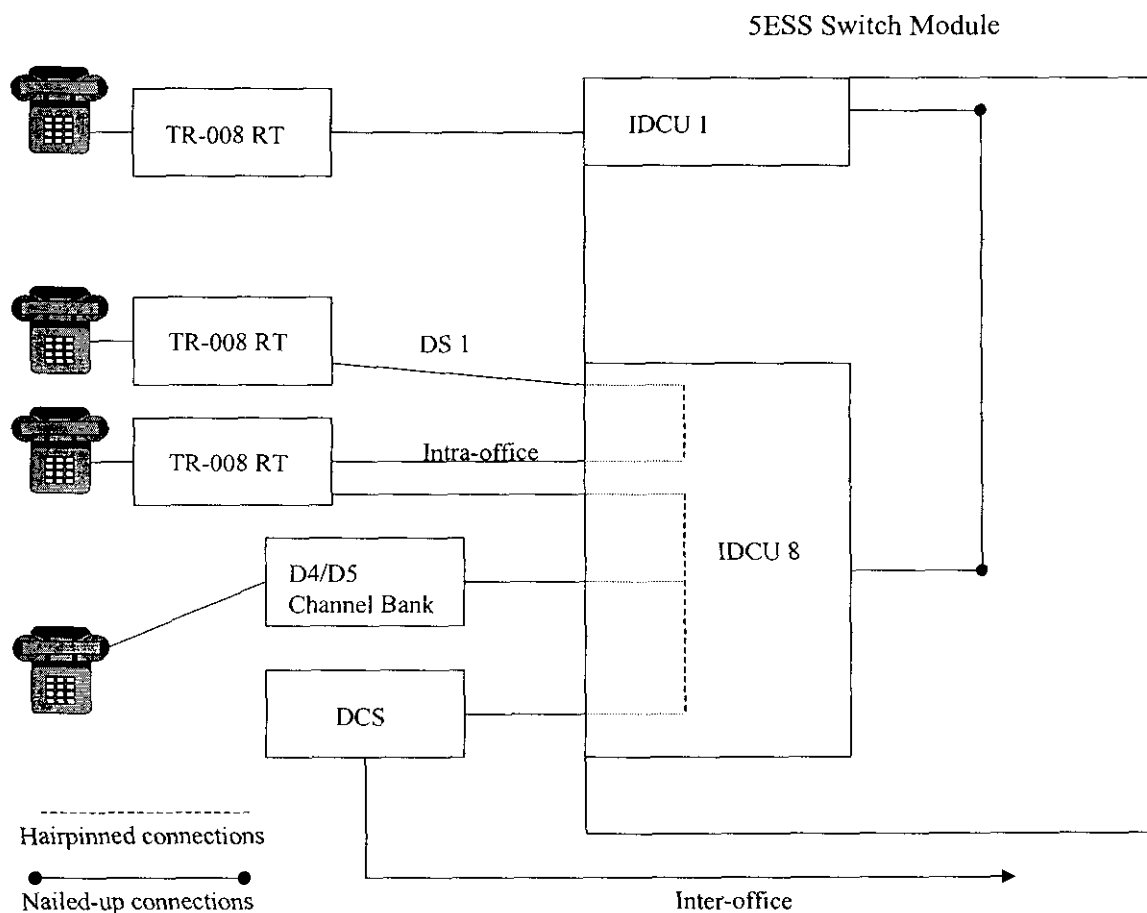 5ESS Switch Module
TR-008 RT
IDCU 1
TR-008 RT
DS 1
TR-008 RT
Intra-office
IDCU 8
D4/D5
Channel Bank
DCS
Hairpinned connections
Nailed-up connections
Inter-office